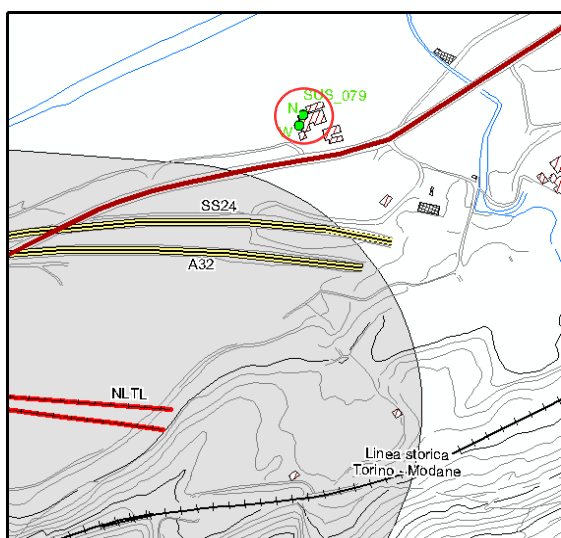 SUS_079
N
W
SS24
A32
NLTL
Linea storica
Torino - Modane